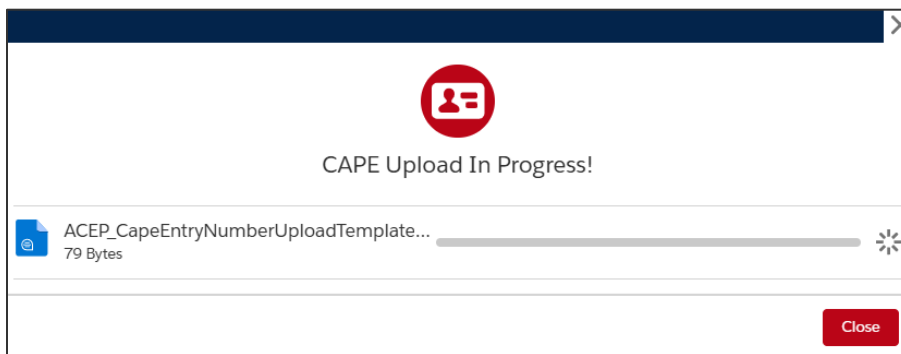 CAPE Upload In Progress!
ACEP_CapeEntryNumberUploadTemplate...
79 Bytes
Close